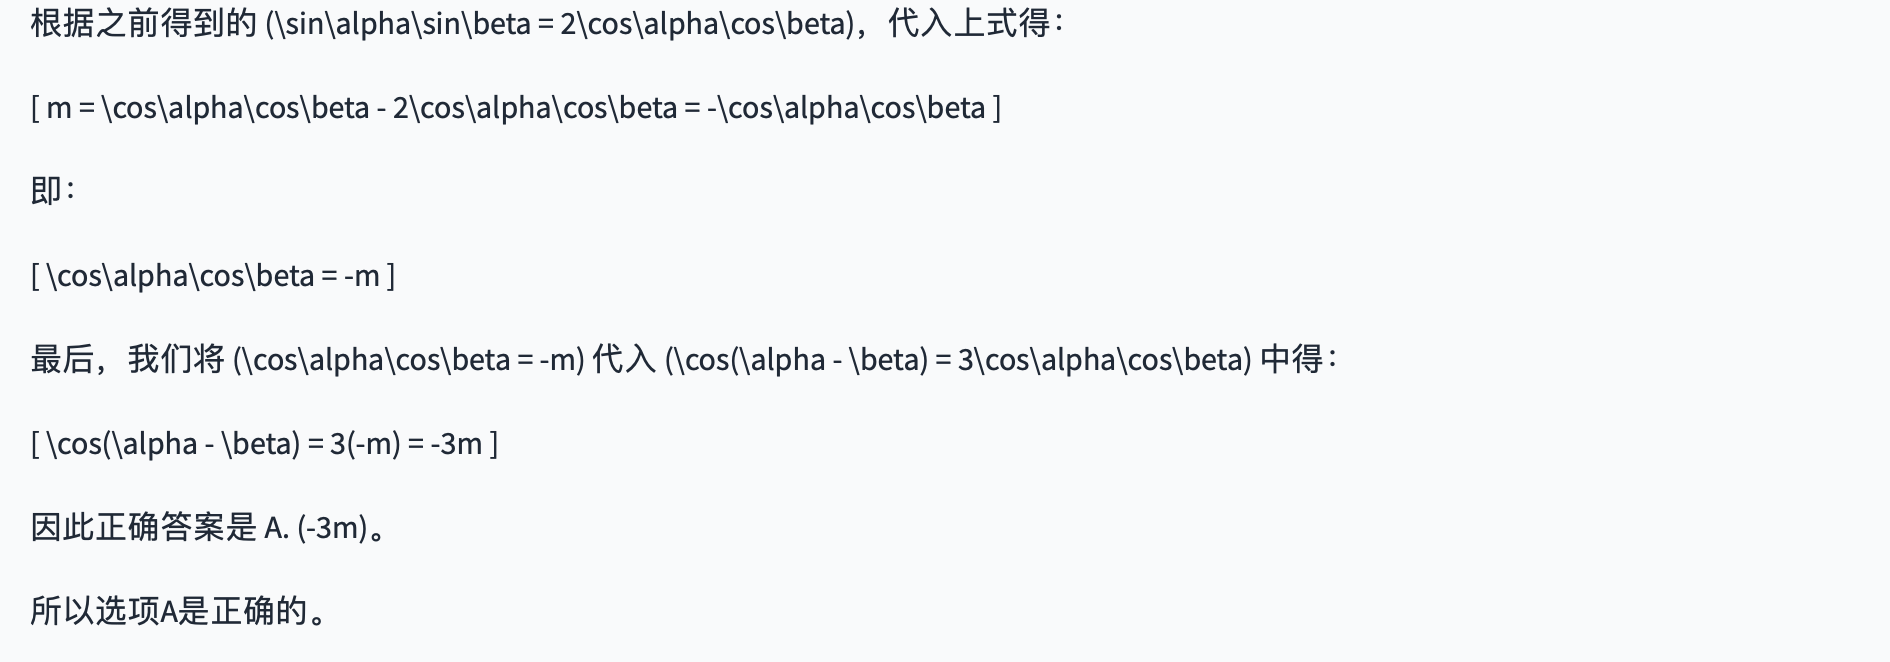 根据之前得到的 (\sin\alpha\sin\beta = 2\cos\alpha\cos\beta)，代入上式得：
[ m = \cos\alpha\cos\beta - 2\cos\alpha\cos\beta = -\cos\alpha\cos\beta ]
即：
[ \cos\alpha\cos\beta = -m ]
最后，我们将 (\cos\alpha\cos\beta = -m) 代入 (\cos(\alpha - \beta) = 3\cos\alpha\cos\beta) 中得：
[ \cos(\alpha - \beta) = 3(-m) = -3m ]
因此正确答案是 A. (-3m)。
所以选项A是正确的。